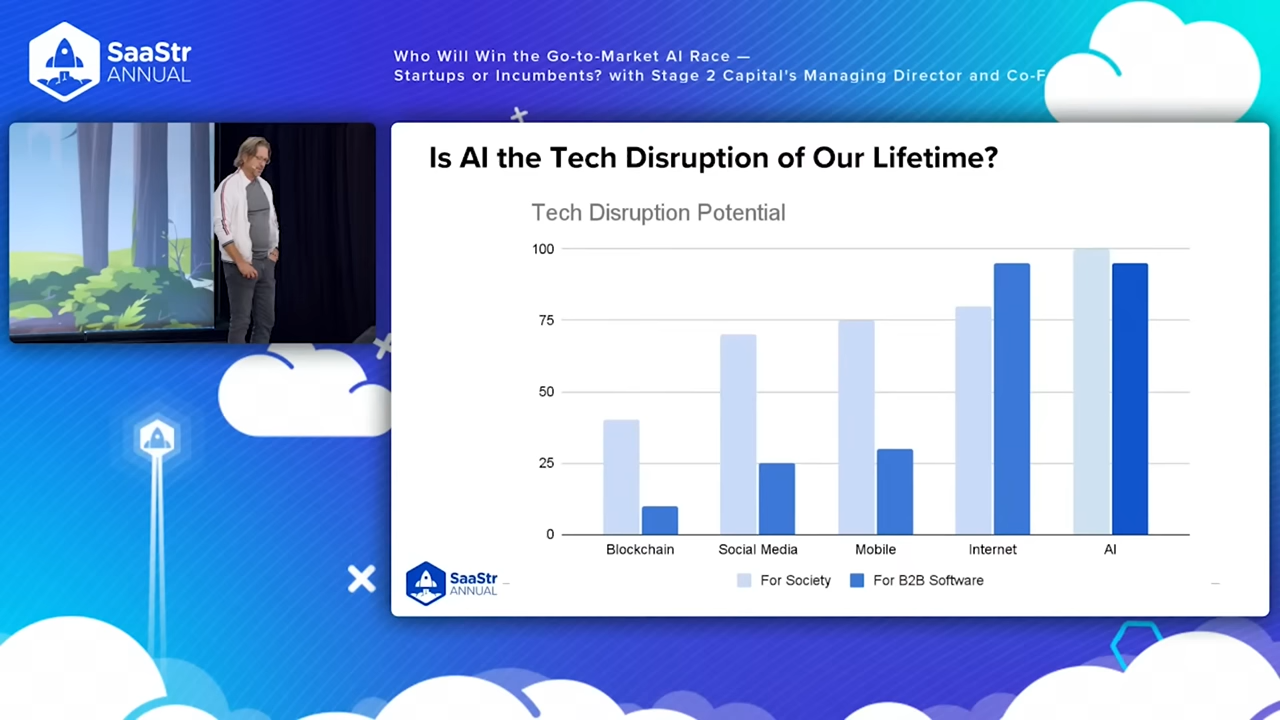 SaaStr
ANNUAL
Who Will Win the Go-to-Market AI Race —
Startups or Incumbents? with Stage 2 Capital's Managing Director and Co-F
Is AI the Tech Disruption of Our Lifetime?
Tech Disruption Potential
100
75
50
25
0
Blockchain
Social Media
Mobile
Internet
AI
For Society
For B2B Software
SaaStr
ANNUAL